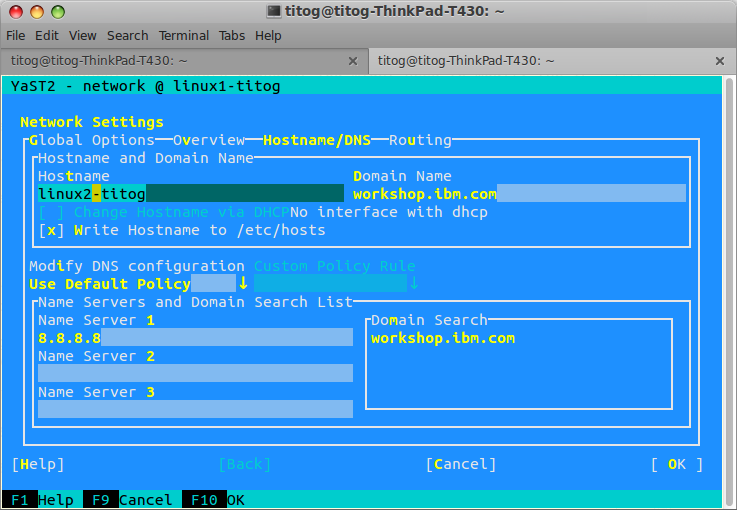 titog@titog-ThinkPad-T430: ~
File Edit View Search Terminal Tabs Help
titog@titog-ThinkPad-T430: ~ titog@titog-ThinkPad-T430: ~
YaST2 - network @ linux1-titog
Network Settings
Global Options Overview Hostname/DNS Routing
Hostname and Domain Name
Hostname Domain Name
linux2-titog workshop.ibm.com
[ ] Change Hostname via DHCPNo interface with dhcp
[x] Write Hostname to /etc/hosts
Modify DNS configuration Custom Policy Rule
Use Default Policy ↓ ↓
Name Servers and Domain Search List
Name Server 1 Domain Search
8.8.8.8 workshop.ibm.com
Name Server 2
Name Server 3
[Help] [Back] [Cancel] [ OK ]
F1 Help F9 Cancel F10 OK